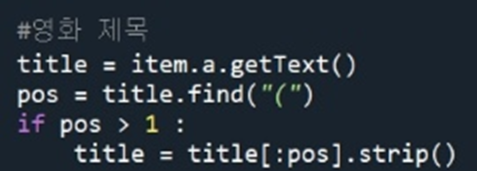 #영화 제목
title = item.a.getText()
pos = title.find("(")
if pos > 1 :
    title = title[:pos].strip()